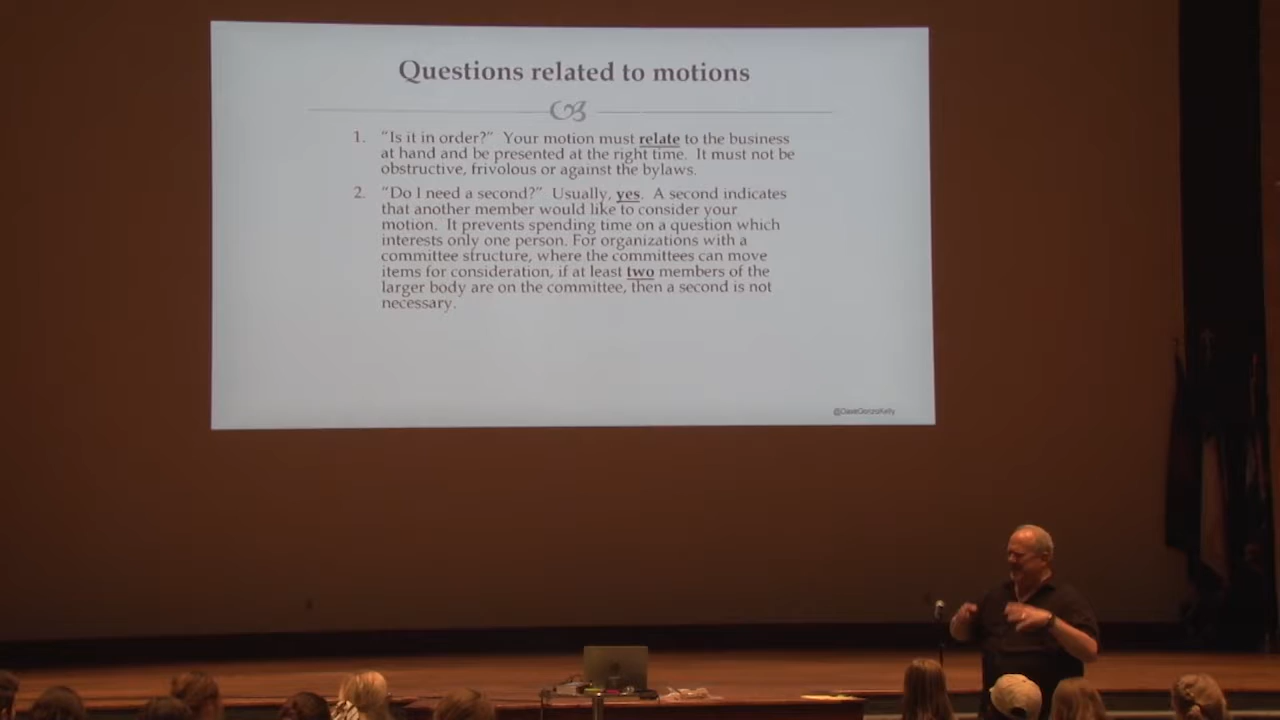 Questions related to motions
1. “Is it in order?” Your motion must relate to the business
at hand and be presented at the right time. It must not be
obstructive, frivolous or against the bylaws.
2. “Do I need a second?” Usually, yes. A second indicates
that another member would like to consider your
motion. It prevents spending time on a question which
interests only one person. For organizations with a
committee structure, where the committees can move
items for consideration, if at least two members of the
larger body are on the committee, then a second is not
necessary.
@DaveGonzoKelly